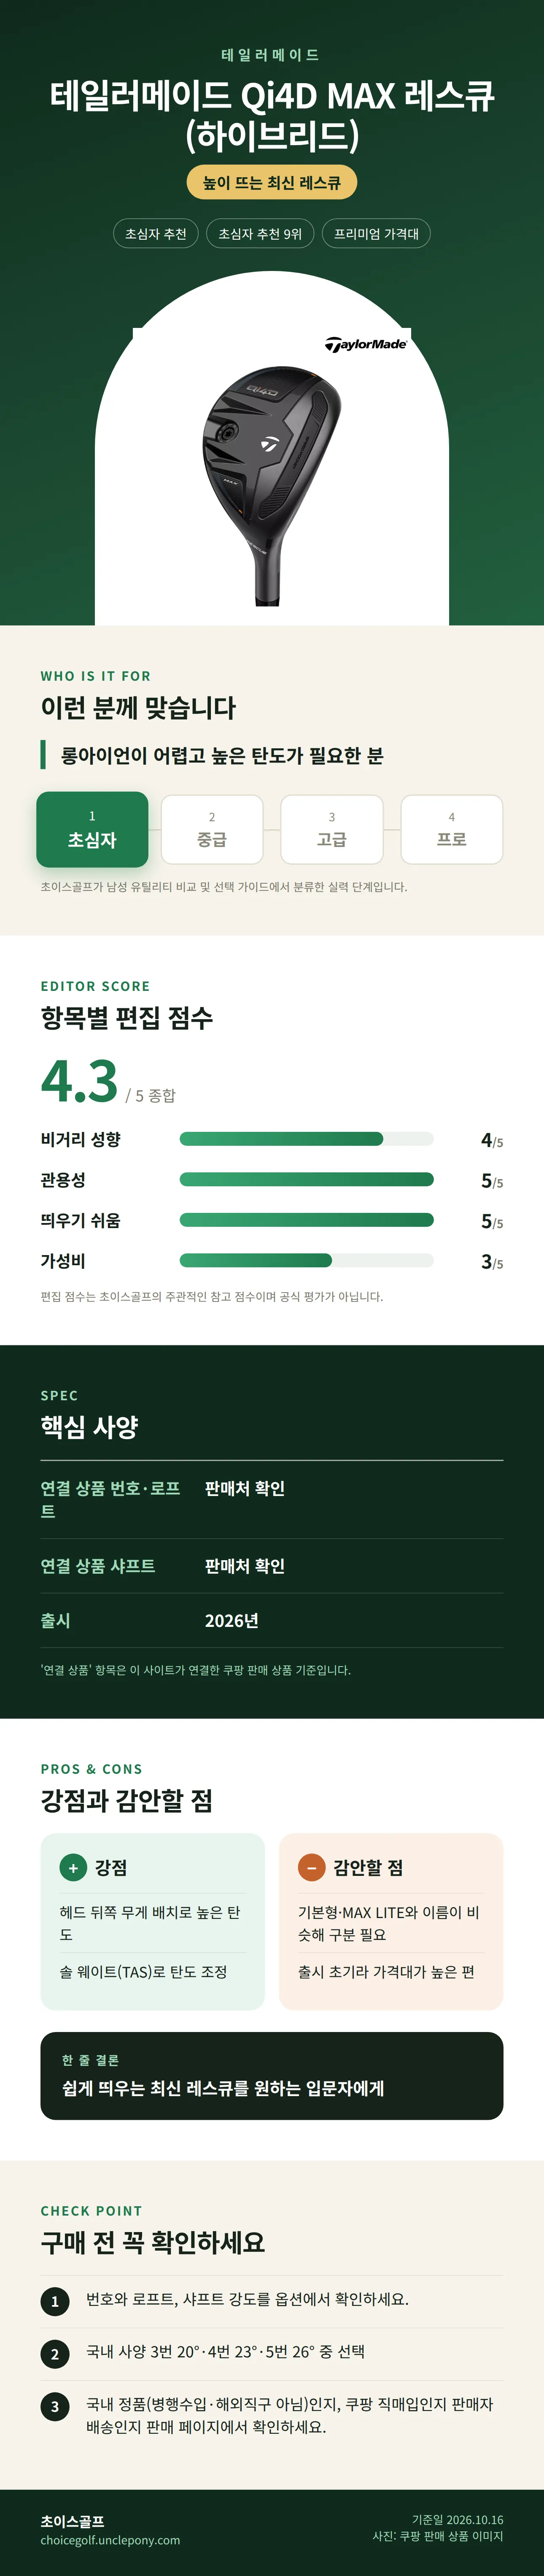 테일러메이드
테일러메이드 Qi4D MAX 레스큐
(하이브리드)
높이 뜨는 최신 레스큐
초심자 추천
초심자 추천 9위
프리미엄 가격대
TaylorMade
Qi4D
MAX
WHO IS IT FOR
이런 분께 맞습니다
롱아이언이 어렵고 높은 탄도가 필요한 분
1
초심자
2
중급
3
고급
4
프로
초이스골프가 남성 유틸리티 비교 및 선택 가이드에서 분류한 실력 단계입니다.
EDITOR SCORE
항목별 편집 점수
4.3 / 5 종합
비거리 성향 4/5
관용성 5/5
띄우기 쉬움 5/5
가성비 3/5
편집 점수는 초이스골프의 주관적인 참고 점수이며 공식 평가가 아닙니다.
SPEC
핵심 사양
연결 상품 번호·로프
트
판매처 확인
연결 상품 샤프트 판매처 확인
출시 2026년
'연결 상품' 항목은 이 사이트가 연결한 쿠팡 판매 상품 기준입니다.
PROS & CONS
강점과 감안할 점
+ 강점
헤드 뒤쪽 무게 배치로 높은 탄
도
솔 웨이트(TAS)로 탄도 조정
− 감안할 점
기본형·MAX LITE와 이름이 비
슷해 구분 필요
출시 초기라 가격대가 높은 편
한 줄 결론
쉽게 띄우는 최신 레스큐를 원하는 입문자에게
CHECK POINT
구매 전 꼭 확인하세요
1 번호와 로프트, 샤프트 강도를 옵션에서 확인하세요.
2 국내 사양 3번 20°·4번 23°·5번 26° 중 선택
3 국내 정품(병행수입·해외직구 아님)인지, 쿠팡 직매입인지 판매자
배송인지 판매 페이지에서 확인하세요.
초이스골프
choicegolf.unclepony.com
기준일 2026.10.16
사진: 쿠팡 판매 상품 이미지